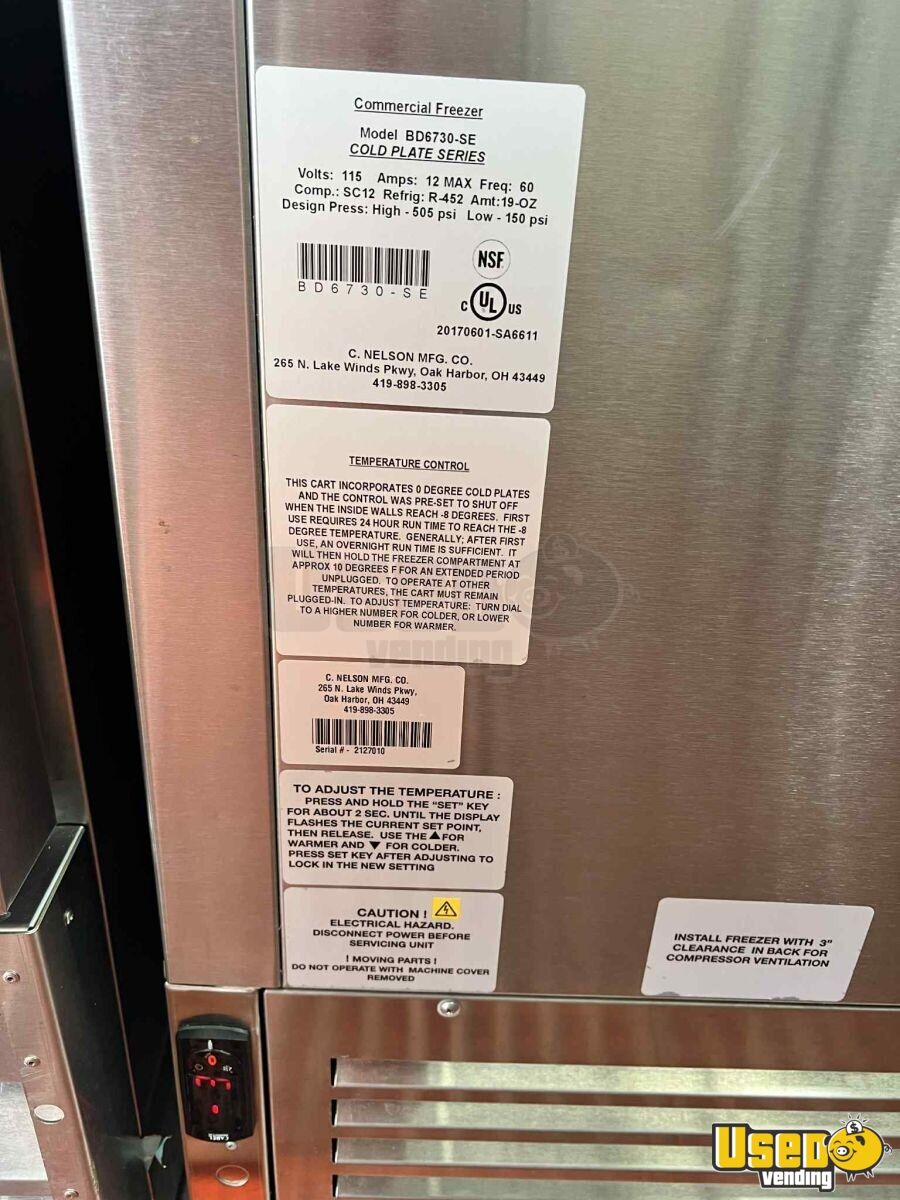 Commercial Freezer
Model BD6730-SE
COLD PLATE SERIES
Volts: 115 Amps: 12 MAX Freq: 60
Comp.: SC12 Refrig: R-452 Amt:19-OZ
Design Press: High - 505 psi Low - 150 psi
NSF
BD6730-SE
C UL US
20170601-SA6611
C. NELSON MFG. CO.
265 N. Lake Winds Pkwy, Oak Harbor, OH 43449
419-898-3305
TEMPERATURE CONTROL
THIS CART INCORPORATES 0 DEGREE COLD PLATES
AND THE CONTROL WAS PRE-SET TO SHUT OFF
WHEN THE INSIDE WALLS REACH -8 DEGREES. FIRST
USE REQUIRES 24 HOUR RUN TIME TO REACH THE -8
DEGREE TEMPERATURE. GENERALLY; AFTER FIRST
USE, AN OVERNIGHT RUN TIME IS SUFFICIENT. IT
WILL THEN HOLD THE FREEZER COMPARTMENT AT
APPROX 10 DEGREES F FOR AN EXTENDED PERIOD
UNPLUGGED. TO OPERATE AT OTHER
TEMPERATURES, THE CART MUST REMAIN
PLUGGED-IN. TO ADJUST TEMPERATURE: TURN DIAL
TO A HIGHER NUMBER FOR COLDER, OR LOWER
NUMBER FOR WARMER.
vending
C. NELSON MFG. CO.
265 N. Lake Winds Pkwy,
Oak Harbor, OH 43449
419-898-3305
Serial # - 2127010
TO ADJUST THE TEMPERATURE :
PRESS AND HOLD THE "SET" KEY
FOR ABOUT 2 SEC. UNTIL THE DISPLAY
FLASHES THE CURRENT SET POINT,
THEN RELEASE. USE THE ▲ FOR
WARMER AND ▼ FOR COLDER.
PRESS SET KEY AFTER ADJUSTING TO
LOCK IN THE NEW SETTING
CAUTION !
ELECTRICAL HAZARD.
DISCONNECT POWER BEFORE
SERVICING UNIT
! MOVING PARTS !
DO NOT OPERATE WITH MACHINE COVER
REMOVED
INSTALL FREEZER WITH 3"
CLEARANCE IN BACK FOR
COMPRESSOR VENTILATION
CAREL
USED
vending